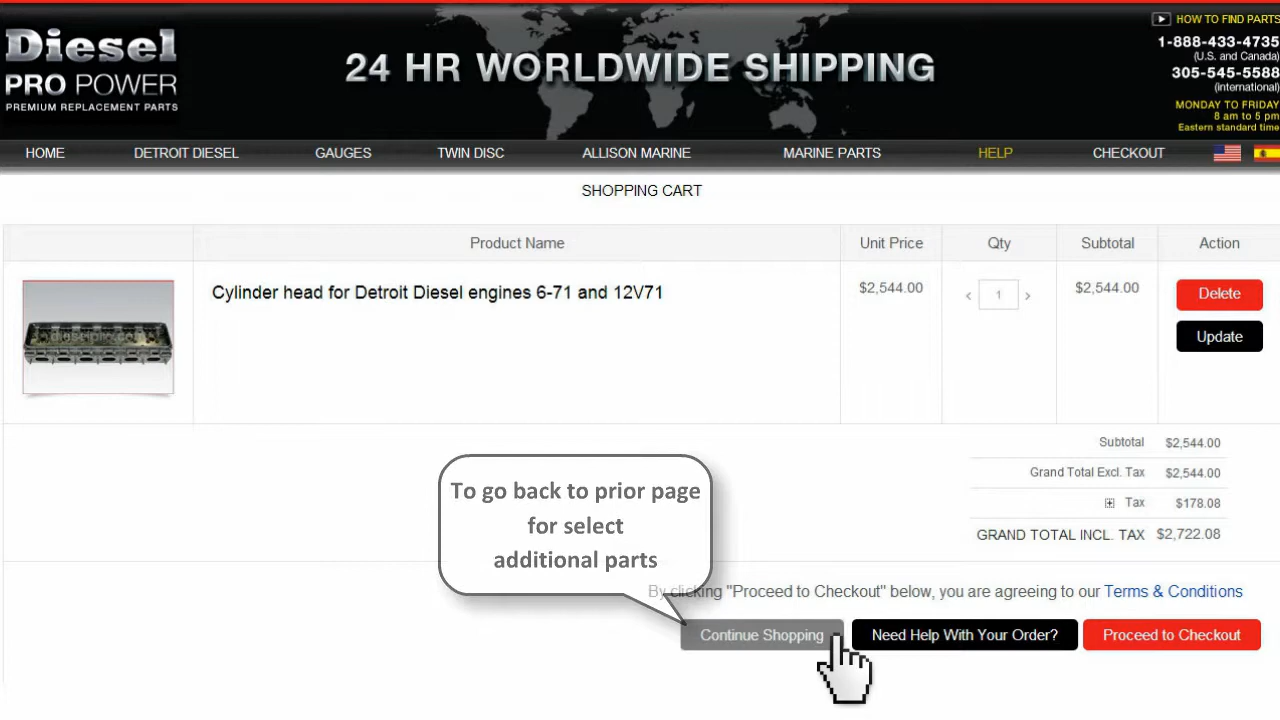 Diesel
PRO POWER
PREMIUM REPLACEMENT PARTS
24 HR WORLDWIDE SHIPPING
HOW TO FIND PARTS
1-888-433-4735
(U.S. and Canada)
305-545-5588
(international)
MONDAY TO FRIDAY
8 am to 5 pm
Eastern standard time
HOME DETROIT DIESEL GAUGES TWIN DISC ALLISON MARINE MARINE PARTS HELP CHECKOUT
SHOPPING CART
Product Name Unit Price Qty Subtotal Action
Cylinder head for Detroit Diesel engines 6-71 and 12V71 $2,544.00 < 1 > $2,544.00 Delete
Update
dieselpro.com
Subtotal $2,544.00
Grand Total Excl. Tax $2,544.00
Tax $178.08
GRAND TOTAL INCL. TAX $2,722.08
To go back to prior page
for select
additional parts
By clicking "Proceed to Checkout" below, you are agreeing to our Terms & Conditions
Continue Shopping Need Help With Your Order? Proceed to Checkout